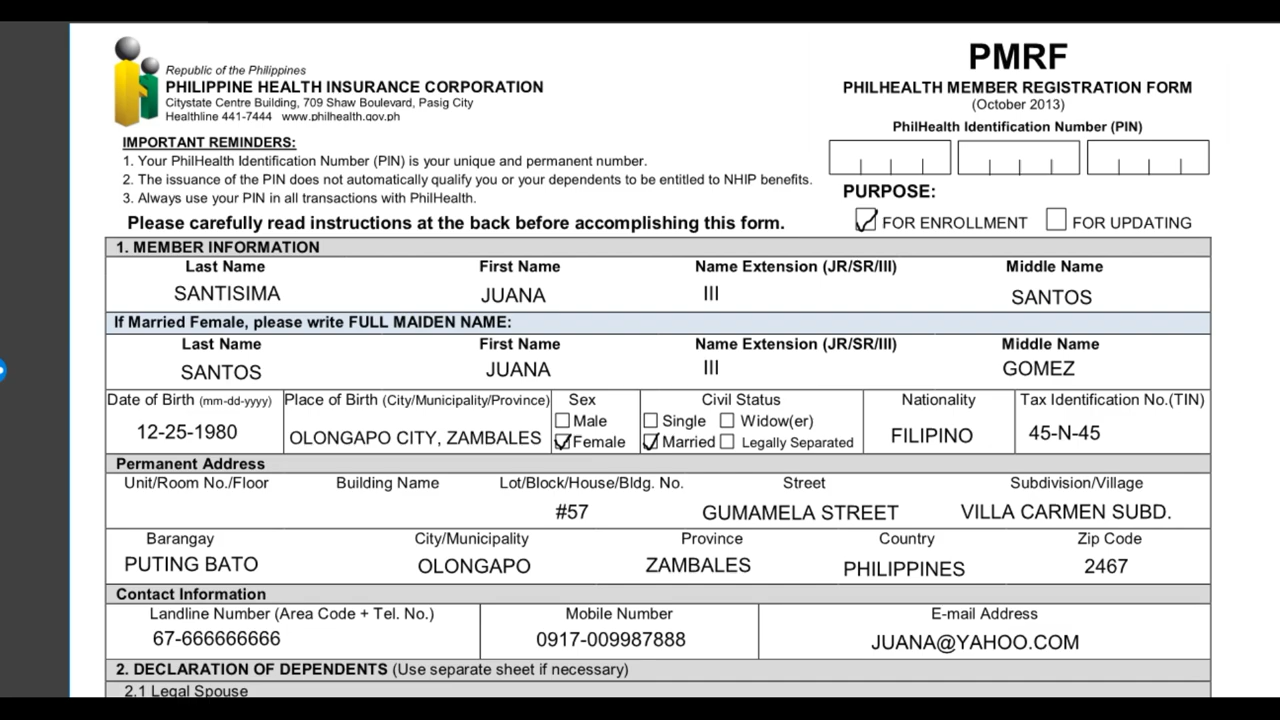 Republic of the Philippines
PHILIPPINE HEALTH INSURANCE CORPORATION
Citystate Centre Building, 709 Shaw Boulevard, Pasig City
Healthline 441-7444 www.philhealth.gov.ph
PMRF
PHILHEALTH MEMBER REGISTRATION FORM
(October 2013)
PhilHealth Identification Number (PIN)
IMPORTANT REMINDERS:
1. Your PhilHealth Identification Number (PIN) is your unique and permanent number.
2. The issuance of the PIN does not automatically qualify you or your dependents to be entitled to NHIP benefits.
3. Always use your PIN in all transactions with PhilHealth.
PURPOSE:
Please carefully read instructions at the back before accomplishing this form.
FOR ENROLLMENT FOR UPDATING
1. MEMBER INFORMATION
Last Name First Name Name Extension (JR/SR/III) Middle Name
SANTISIMA JUANA III SANTOS
If Married Female, please write FULL MAIDEN NAME:
Last Name First Name Name Extension (JR/SR/III) Middle Name
SANTOS JUANA III GOMEZ
Date of Birth (mm-dd-yyyy) Place of Birth (City/Municipality/Province) Sex Civil Status Nationality Tax Identification No.(TIN)
Male Single Widow(er)
12-25-1980 OLONGAPO CITY, ZAMBALES Female Married Legally Separated FILIPINO 45-N-45
Permanent Address
Unit/Room No./Floor Building Name Lot/Block/House/Bldg. No. Street Subdivision/Village
#57 GUMAMELA STREET VILLA CARMEN SUBD.
Barangay City/Municipality Province Country Zip Code
PUTING BATO OLONGAPO ZAMBALES PHILIPPINES 2467
Contact Information
Landline Number (Area Code + Tel. No.) Mobile Number E-mail Address
67-666666666 0917-009987888 JUANA@YAHOO.COM
2. DECLARATION OF DEPENDENTS (Use separate sheet if necessary)
2.1 Legal Spouse